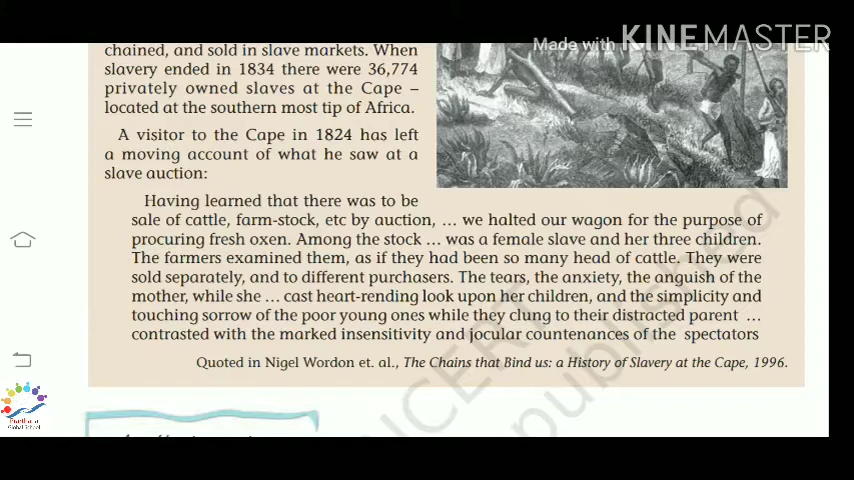 Made with KINEMASTER
chained, and sold in slave markets. When
slavery ended in 1834 there were 36,774
privately owned slaves at the Cape –
located at the southern most tip of Africa.
A visitor to the Cape in 1824 has left
a moving account of what he saw at a
slave auction:
Having learned that there was to be
sale of cattle, farm-stock, etc by auction, ... we halted our wagon for the purpose of
procuring fresh oxen. Among the stock ... was a female slave and her three children.
The farmers examined them, as if they had been so many head of cattle. They were
sold separately, and to different purchasers. The tears, the anxiety, the anguish of the
mother, while she ... cast heart-rending look upon her children, and the simplicity and
touching sorrow of the poor young ones while they clung to their distracted parent ...
contrasted with the marked insensitivity and jocular countenances of the spectators
Quoted in Nigel Wordon et. al., The Chains that Bind us: a History of Slavery at the Cape, 1996.
NCERT
published
Global School